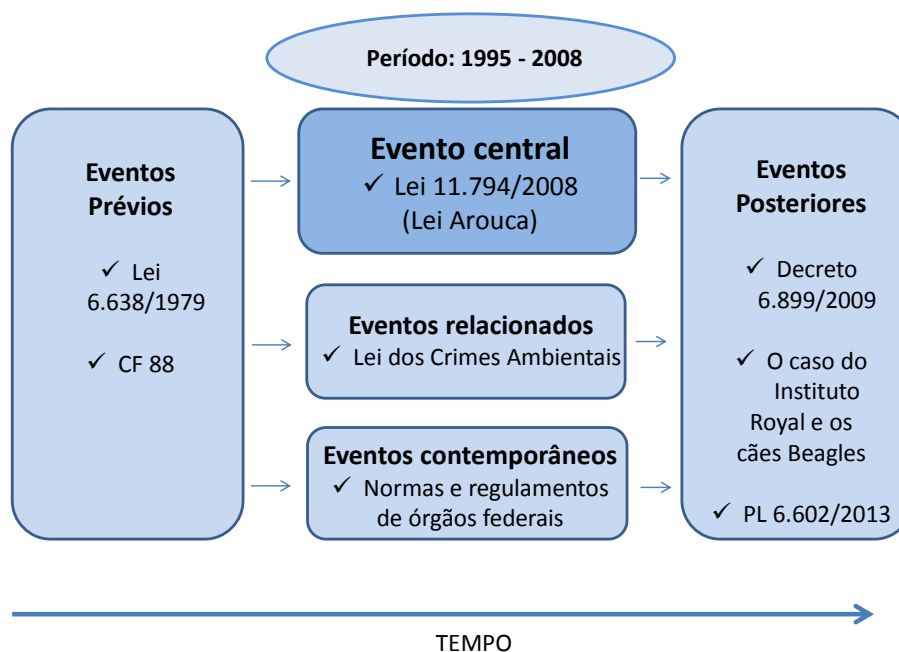 Período: 1995 - 2008
Eventos
Prévios
✓ Lei
6.638/1979
✓ CF 88
Evento central
✓ Lei 11.794/2008
(Lei Arouca)
Eventos relacionados
✓ Lei dos Crimes Ambientais
Eventos contemporâneos
✓ Normas e regulamentos
de órgãos federais
Eventos
Posteriores
✓ Decreto
6.899/2009
✓ O caso do
Instituto
Royal e os
cães Beagles
✓ PL 6.602/2013
TEMPO